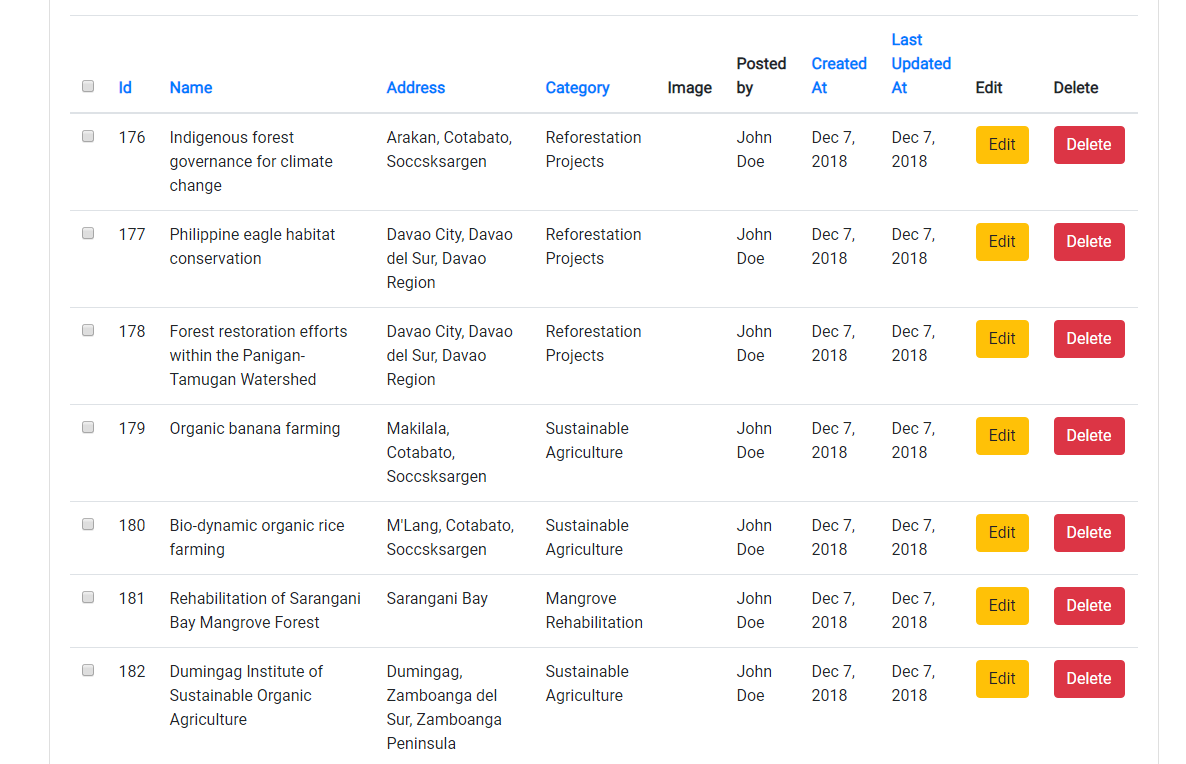 Id Name Address Category Image Posted by Created At Last Updated At Edit Delete
176 Indigenous forest governance for climate change Arakan, Cotabato, Soccsksargen Reforestation Projects John Doe Dec 7, 2018 Dec 7, 2018 Edit Delete
177 Philippine eagle habitat conservation Davao City, Davao del Sur, Davao Region Reforestation Projects John Doe Dec 7, 2018 Dec 7, 2018 Edit Delete
178 Forest restoration efforts within the Panigan-Tamugan Watershed Davao City, Davao del Sur, Davao Region Reforestation Projects John Doe Dec 7, 2018 Dec 7, 2018 Edit Delete
179 Organic banana farming Makilala, Cotabato, Soccsksargen Sustainable Agriculture John Doe Dec 7, 2018 Dec 7, 2018 Edit Delete
180 Bio-dynamic organic rice farming M'Lang, Cotabato, Soccsksargen Sustainable Agriculture John Doe Dec 7, 2018 Dec 7, 2018 Edit Delete
181 Rehabilitation of Sarangani Bay Mangrove Forest Sarangani Bay Mangrove Rehabilitation John Doe Dec 7, 2018 Dec 7, 2018 Edit Delete
182 Dumingag Institute of Sustainable Organic Agriculture Dumingag, Zamboanga del Sur, Zamboanga Peninsula Sustainable Agriculture John Doe Dec 7, 2018 Dec 7, 2018 Edit Delete